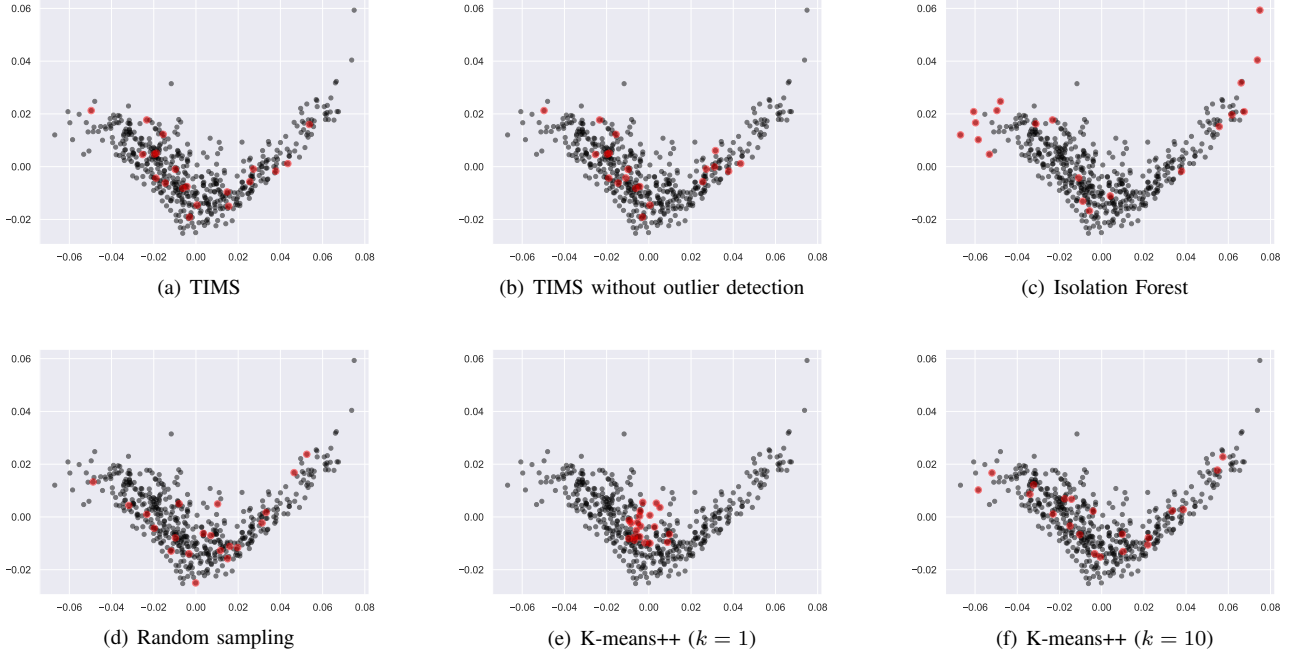 0.06 0.06 0.06
0.04 0.04 0.04
0.02 0.02 0.02
0.00 0.00 0.00
−0.02 −0.02 −0.02
−0.06 −0.04 −0.02 0.00 0.02 0.04 0.06 0.08 −0.06 −0.04 −0.02 0.00 0.02 0.04 0.06 0.08 −0.06 −0.04 −0.02 0.00 0.02 0.04 0.06 0.08
(a) TIMS (b) TIMS without outlier detection (c) Isolation Forest
0.06 0.06 0.06
0.04 0.04 0.04
0.02 0.02 0.02
0.00 0.00 0.00
−0.02 −0.02 −0.02
−0.06 −0.04 −0.02 0.00 0.02 0.04 0.06 0.08 −0.06 −0.04 −0.02 0.00 0.02 0.04 0.06 0.08 −0.06 −0.04 −0.02 0.00 0.02 0.04 0.06 0.08
(d) Random sampling (e) K-means++ (k = 1) (f) K-means++ (k = 10)